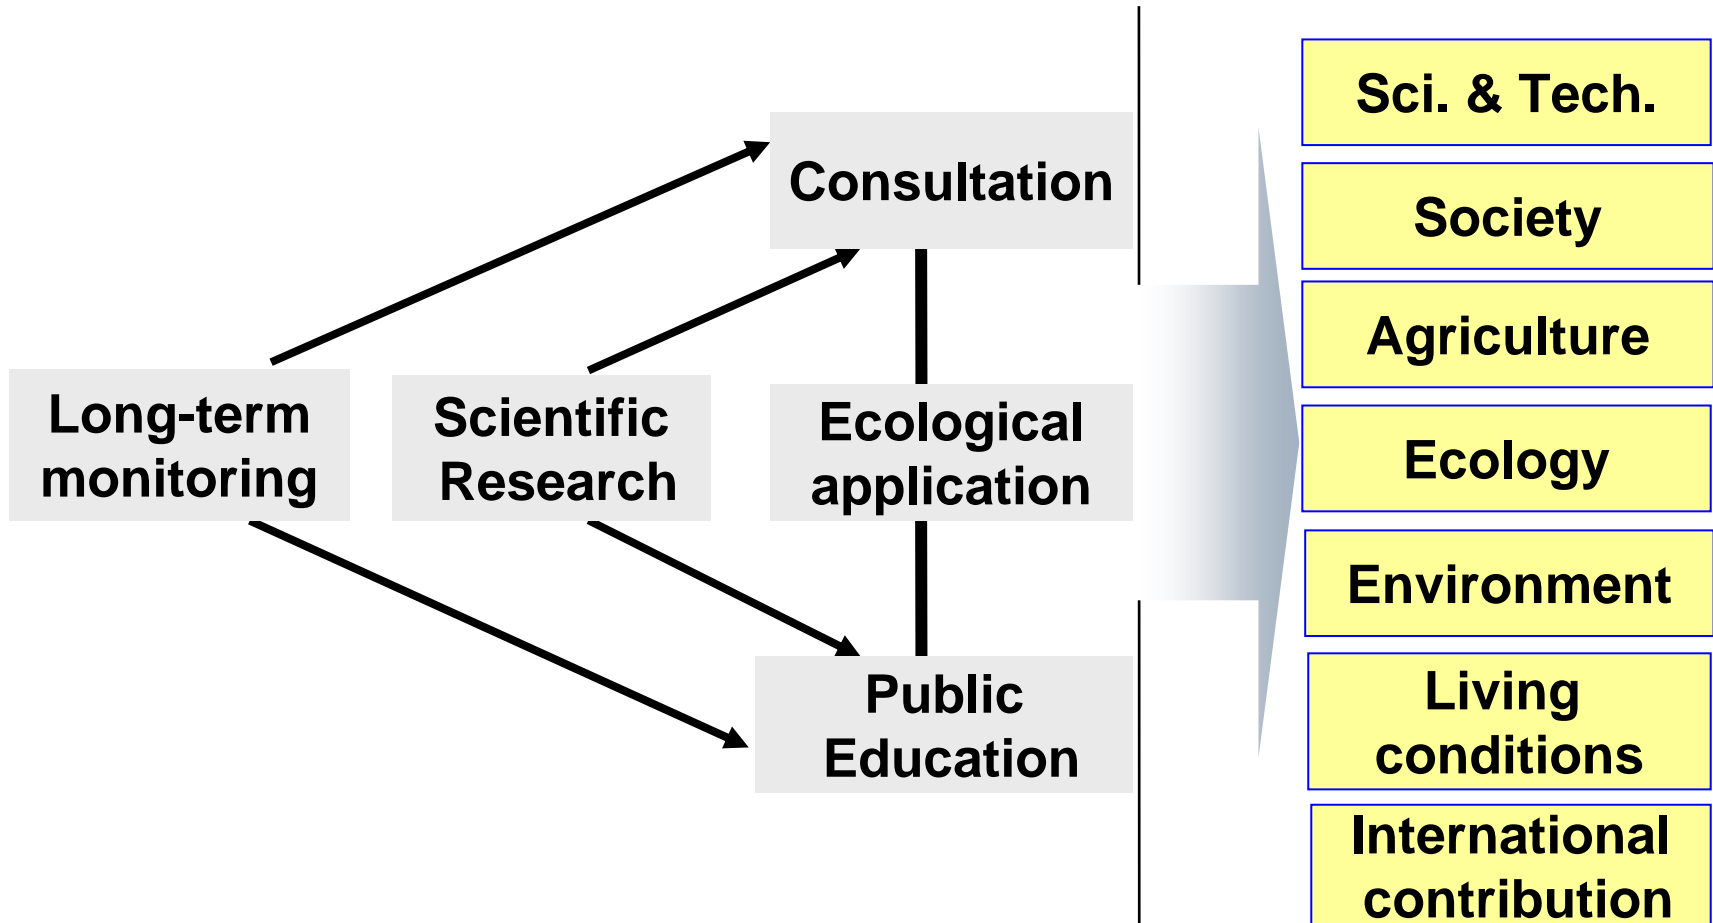 Long-term
monitoring
Scientific
Research
Consultation
Ecological
application
Public
Education
Sci. & Tech.
Society
Agriculture
Ecology
Environment
Living
conditions
International
contribution